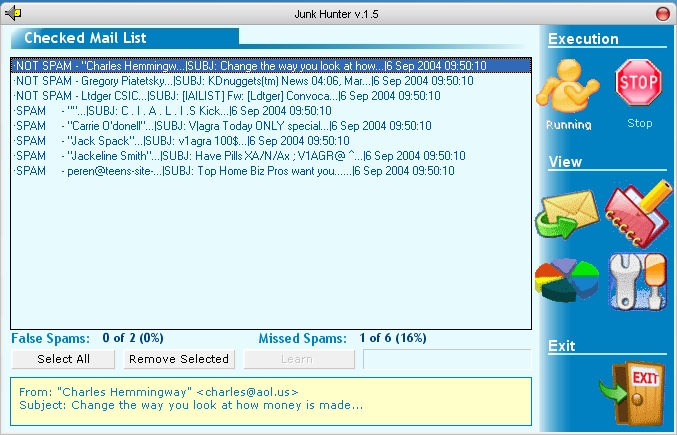 Junk Hunter v.1.5
Checked Mail List
·NOT SPAM - "Charles Hemmingw...|SUBJ: Change the way you look at how...|6 Sep 2004 09:50:10
·NOT SPAM - Gregory Piatetsky...|SUBJ: KDnuggets(tm) News 04:06, Mar...|6 Sep 2004 09:50:10
·NOT SPAM - Ltdger CSIC...|SUBJ: [IAILIST] Fw: [Ldtger] Convoca...|6 Sep 2004 09:50:10
·SPAM - ""...|SUBJ: C . I . A . L . I . S Kick...|6 Sep 2004 09:50:10
·SPAM - "Carrie O'donell"...|SUBJ: V|agra Today ONLY special...|6 Sep 2004 09:50:10
·SPAM - "Jack Spack"...|SUBJ: v1agra 100$...|6 Sep 2004 09:50:10
·SPAM - "Jackeline Smith"...|SUBJ: Have Pills XA/N/Ax ; V1AGR@ ^...|6 Sep 2004 09:50:10
·SPAM - peren@teens-site-...|SUBJ: Top Home Biz Pros want you......|6 Sep 2004 09:50:10
False Spams: 0 of 2 (0%) Missed Spams: 1 of 6 (16%)
Select All Remove Selected Learn
From: "Charles Hemmingway" <charles@aol.us>
Subject: Change the way you look at how money is made...
Execution
STOP
Running Stop
View
Exit
EXIT